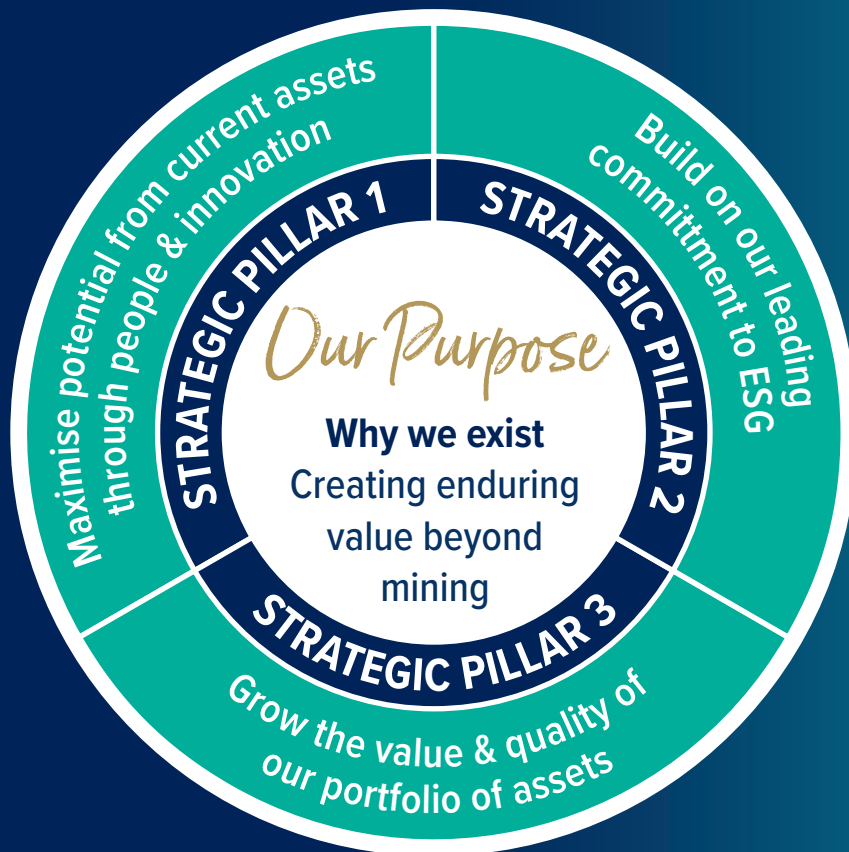 Maximise potential from current assets
through people & innovation
STRATEGIC PILLAR 1
Build on our leading
committment to ESG
STRATEGIC PILLAR 2
Our Purpose
Why we exist
Creating enduring
value beyond
mining
STRATEGIC PILLAR 3
Grow the value & quality of
our portfolio of assets